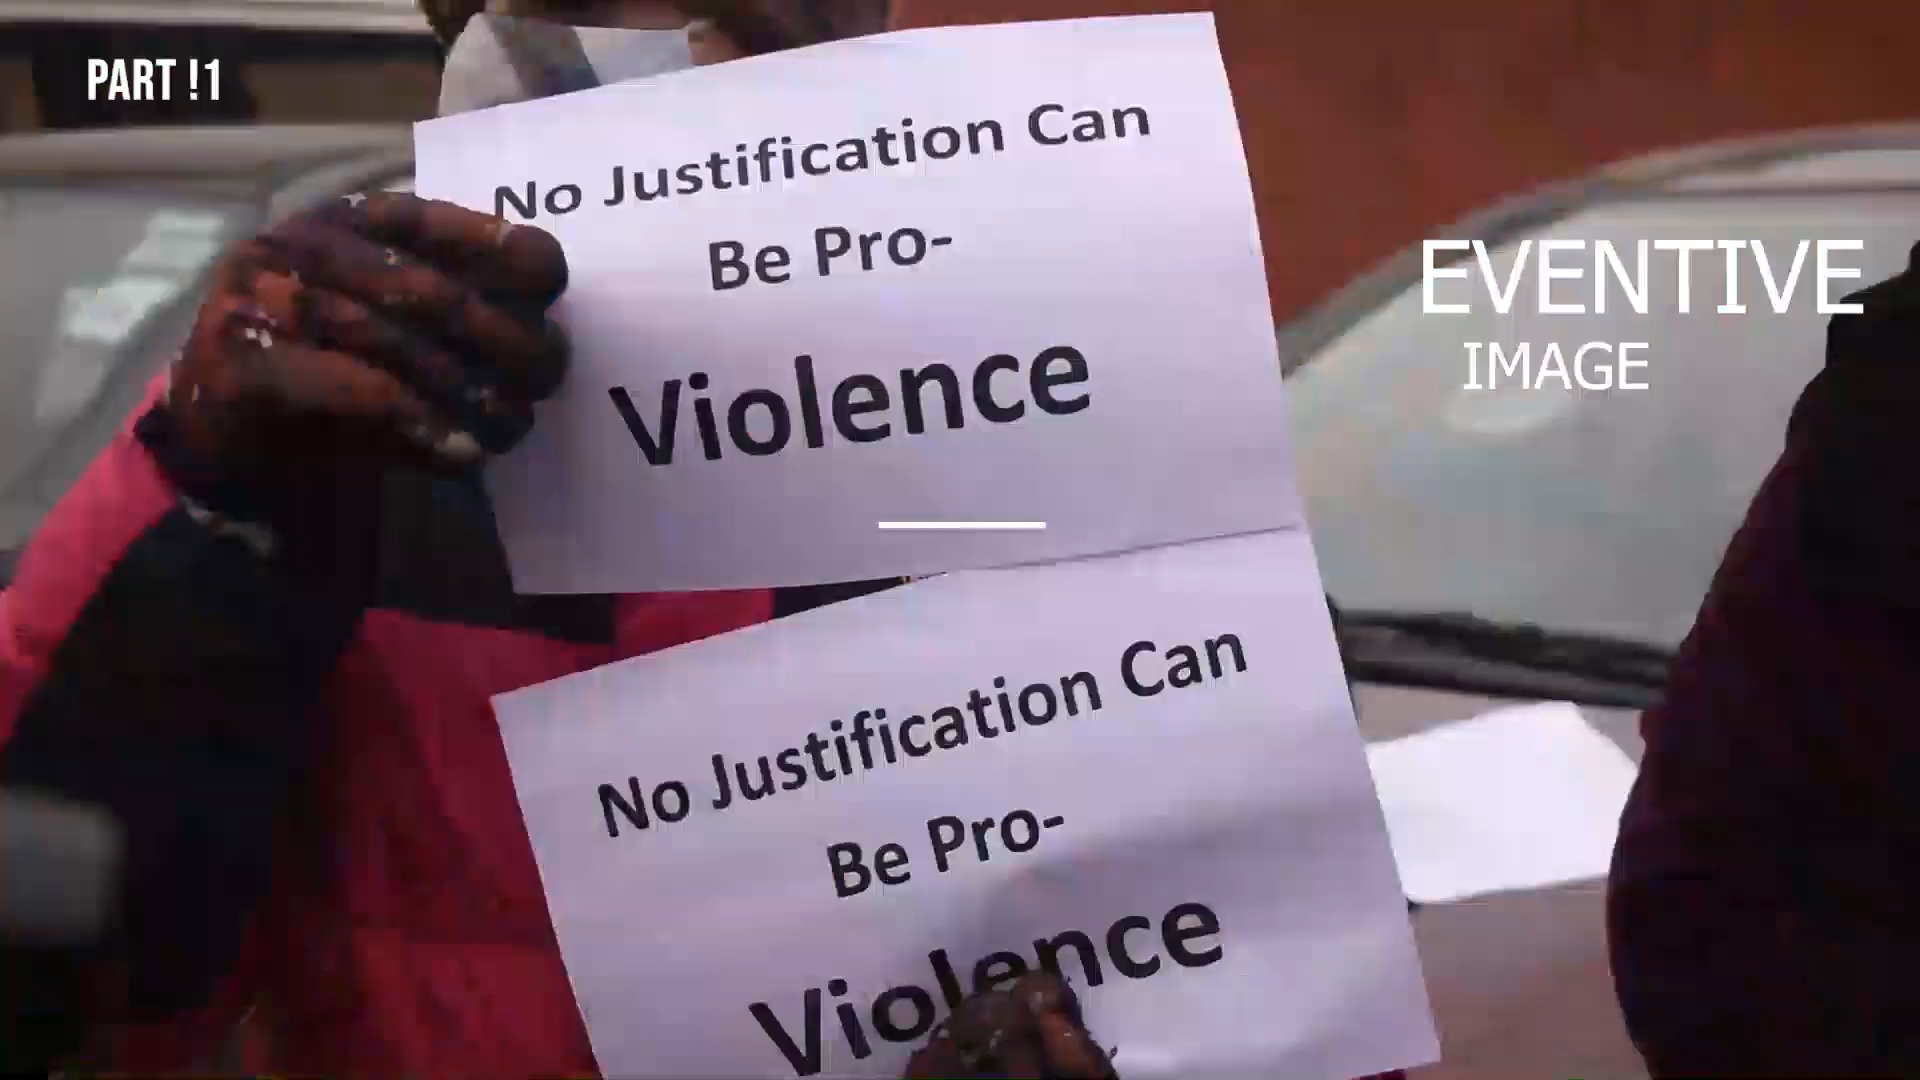 PART !1
No Justification Can
Be Pro-
Violence
EVENTIVE
IMAGE
No Justification Can
Be Pro-
Violence